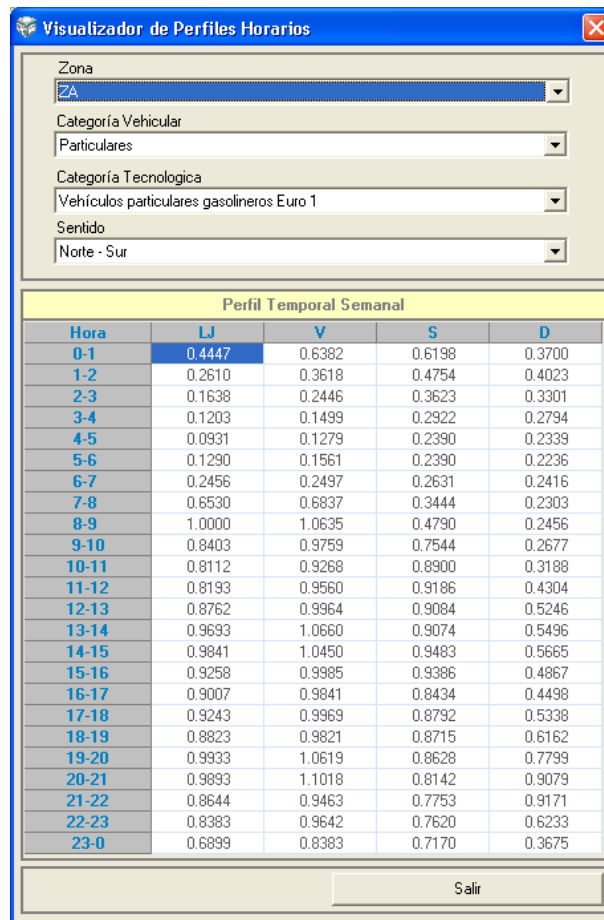 Visualizador de Perfiles Horarios
Zona
ZA
Categoría Vehicular
Particulares
Categoría Tecnologica
Vehículos particulares gasolineros Euro 1
Sentido
Norte - Sur
Perfil Temporal Semanal
Hora LJ V S D
0-1 0.4447 0.6382 0.6198 0.3700
1-2 0.2610 0.3618 0.4754 0.4023
2-3 0.1638 0.2446 0.3623 0.3301
3-4 0.1203 0.1499 0.2922 0.2794
4-5 0.0931 0.1279 0.2390 0.2339
5-6 0.1290 0.1561 0.2390 0.2236
6-7 0.2456 0.2497 0.2631 0.2416
7-8 0.6530 0.6837 0.3444 0.2303
8-9 1.0000 1.0635 0.4790 0.2456
9-10 0.8403 0.9759 0.7544 0.2677
10-11 0.8112 0.9268 0.8900 0.3188
11-12 0.8193 0.9560 0.9186 0.4304
12-13 0.8762 0.9964 0.9084 0.5246
13-14 0.9693 1.0660 0.9074 0.5496
14-15 0.9841 1.0450 0.9483 0.5665
15-16 0.9258 0.9985 0.9386 0.4867
16-17 0.9007 0.9841 0.8434 0.4498
17-18 0.9243 0.9969 0.8792 0.5338
18-19 0.8823 0.9821 0.8715 0.6162
19-20 0.9933 1.0619 0.8628 0.7799
20-21 0.9893 1.1018 0.8142 0.9079
21-22 0.8644 0.9463 0.7753 0.9171
22-23 0.8383 0.9642 0.7620 0.6233
23-0 0.6899 0.8383 0.7170 0.3675
Salir